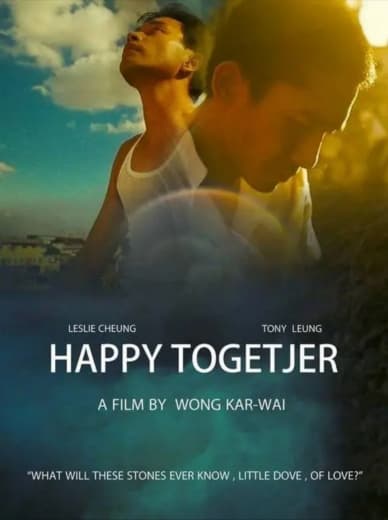 LESLIE CHEUNG TONY LEUNG
HAPPY TOGETJER
A FILM BY WONG KAR-WAI
"WHAT WILL THESE STONES EVER KNOW , LITTLE DOVE , OF LOVE?"